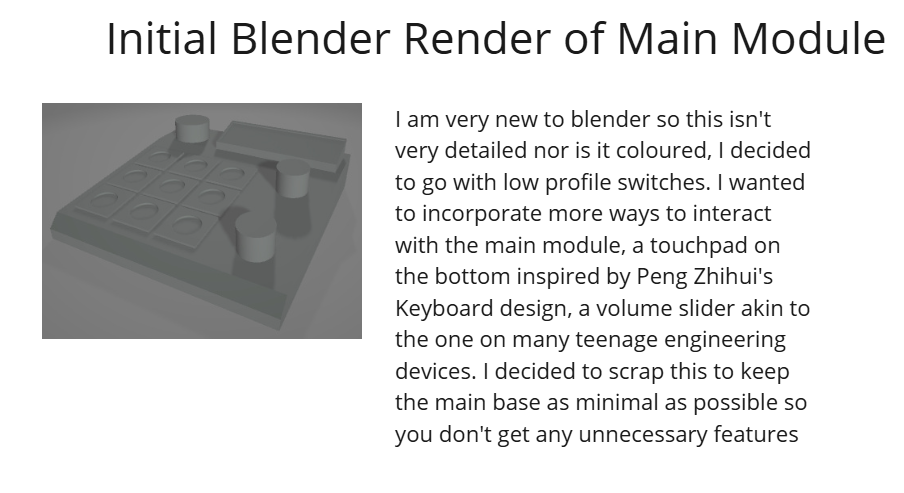 Initial Blender Render of Main Module
I am very new to blender so this isn't
very detailed nor is it coloured, I decided
to go with low profile switches. I wanted
to incorporate more ways to interact
with the main module, a touchpad on
the bottom inspired by Peng Zhihui's
Keyboard design, a volume slider akin to
the one on many teenage engineering
devices. I decided to scrap this to keep
the main base as minimal as possible so
you don't get any unnecessary features